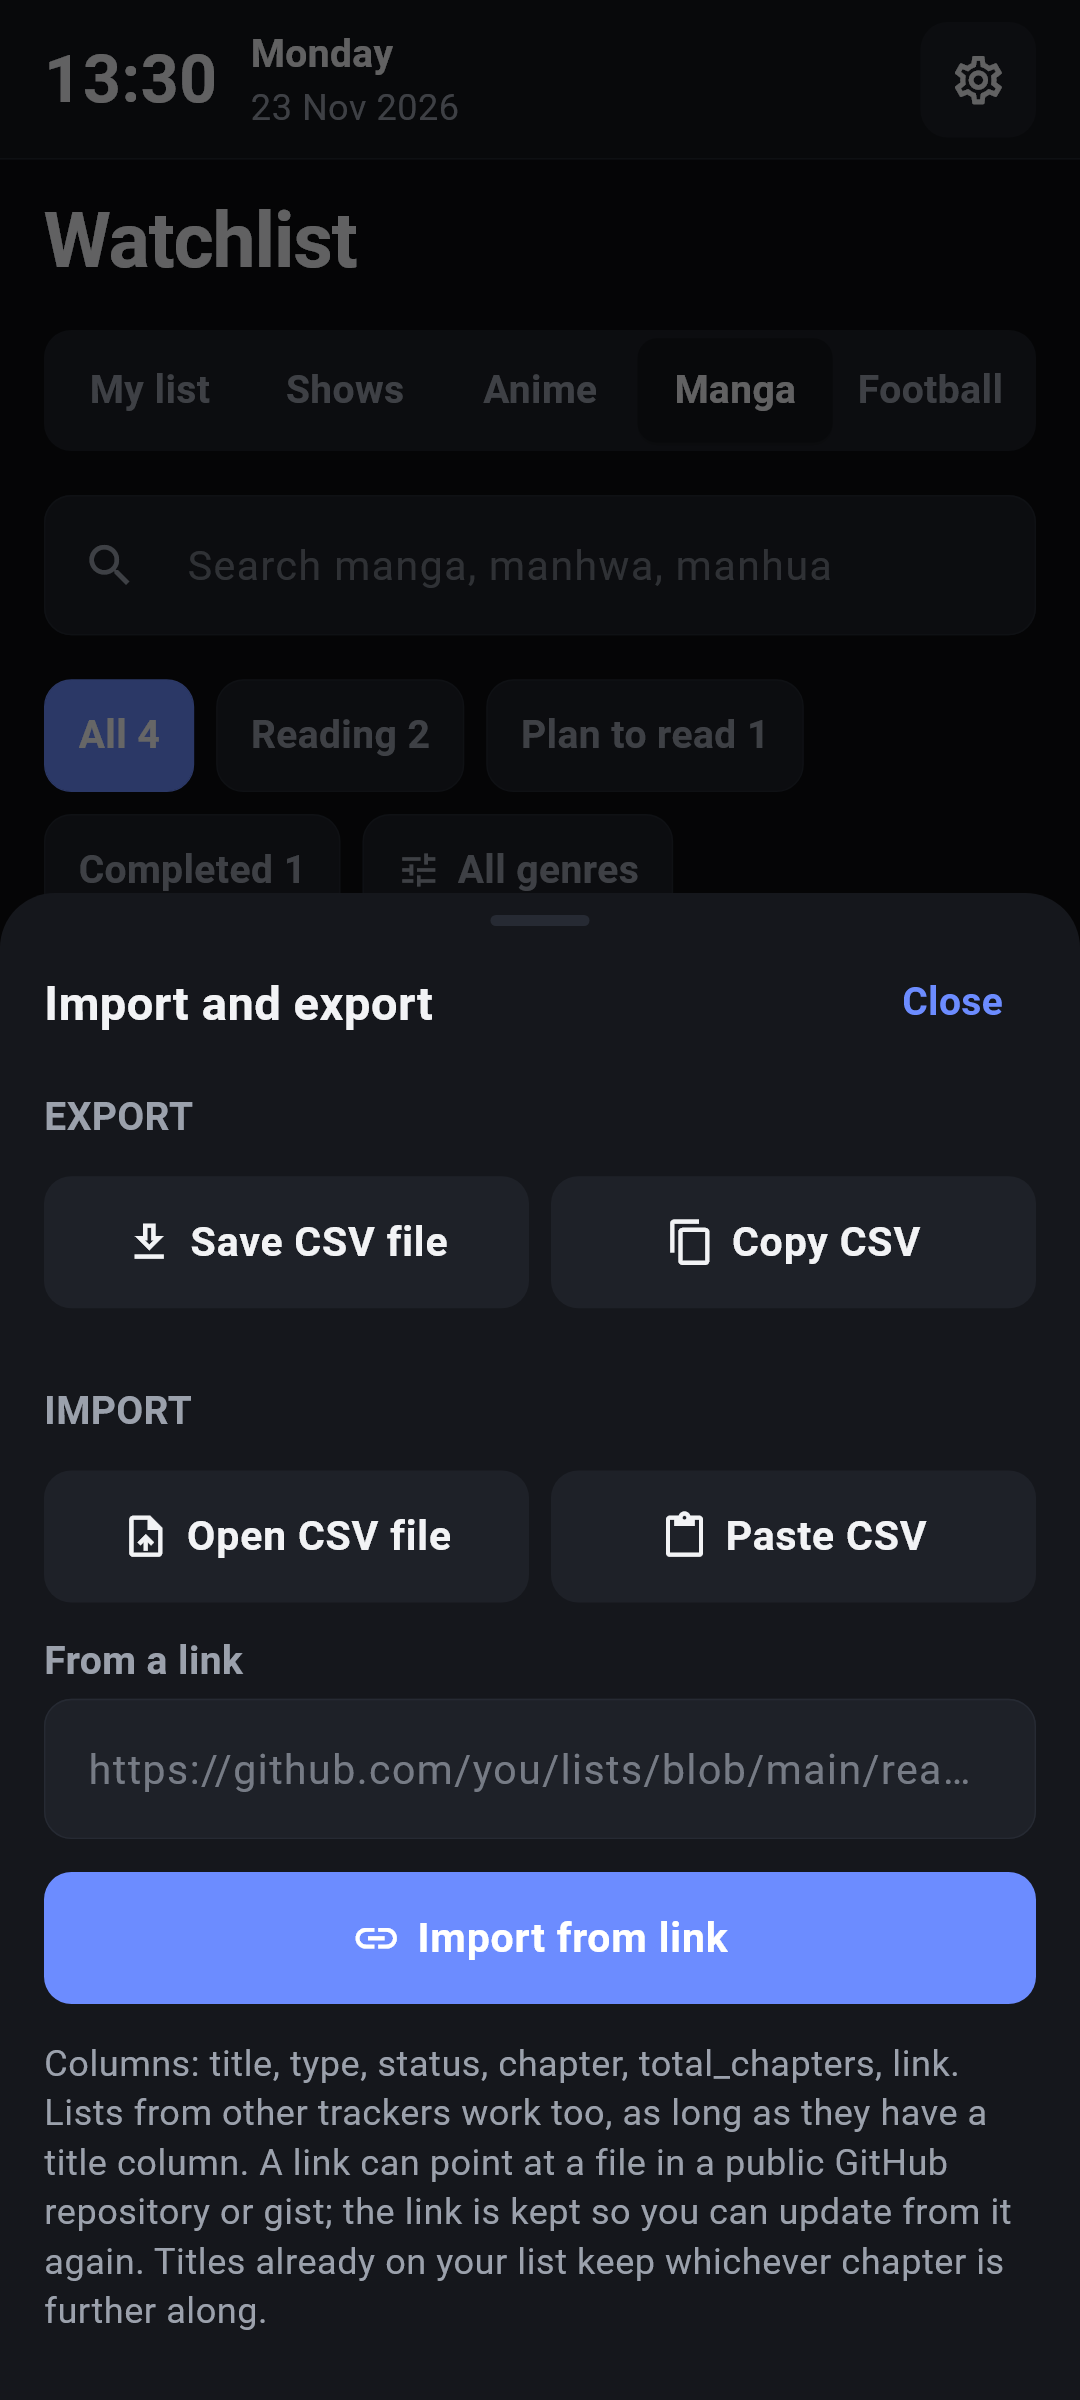 13:30
Monday
23 Nov 2026
Watchlist
My list
Shows
Anime
Manga
Football
Search manga, manhwa, manhua
All 4
Reading 2
Plan to read 1
Completed 1
All genres
Import and export
Close
EXPORT
Save CSV file
Copy CSV
IMPORT
Open CSV file
Paste CSV
From a link
https://github.com/you/lists/blob/main/rea…
Import from link
Columns: title, type, status, chapter, total_chapters, link.
Lists from other trackers work too, as long as they have a
title column. A link can point at a file in a public GitHub
repository or gist; the link is kept so you can update from it
again. Titles already on your list keep whichever chapter is
further along.